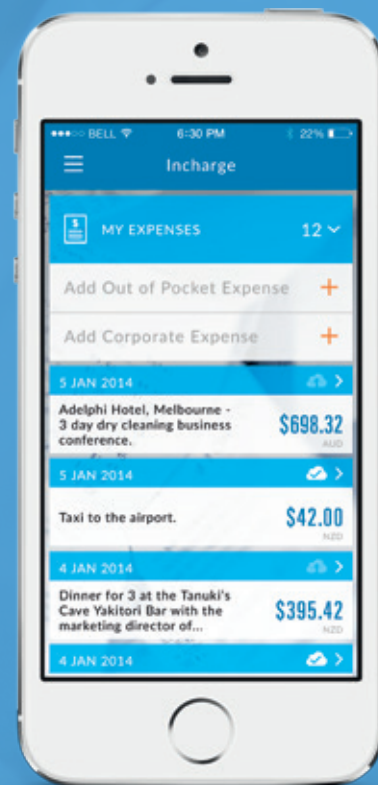 BELL 6:30 PM 22%
Incharge
$
MY EXPENSES 12
Add Out of Pocket Expense +
Add Corporate Expense +
5 JAN 2014
Adelphi Hotel, Melbourne -
3 day dry cleaning business
conference.
$698.32
AUD
5 JAN 2014
Taxi to the airport.
$42.00
NZD
4 JAN 2014
Dinner for 3 at the Tanuki's
Cave Yakitori Bar with the
marketing director of...
$395.42
NZD
4 JAN 2014